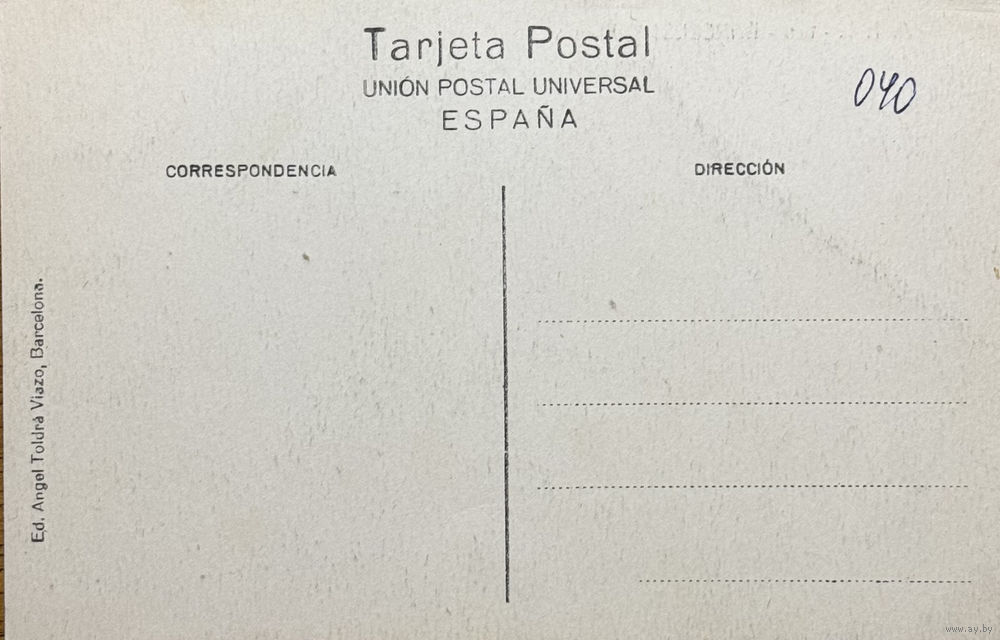 Tarjeta Postal
UNIÓN POSTAL UNIVERSAL
ESPAÑA
040
CORRESPONDENCIA
DIRECCIÓN
Ed. Angel Toldrá Viazo, Barcelona.
www.ay.by